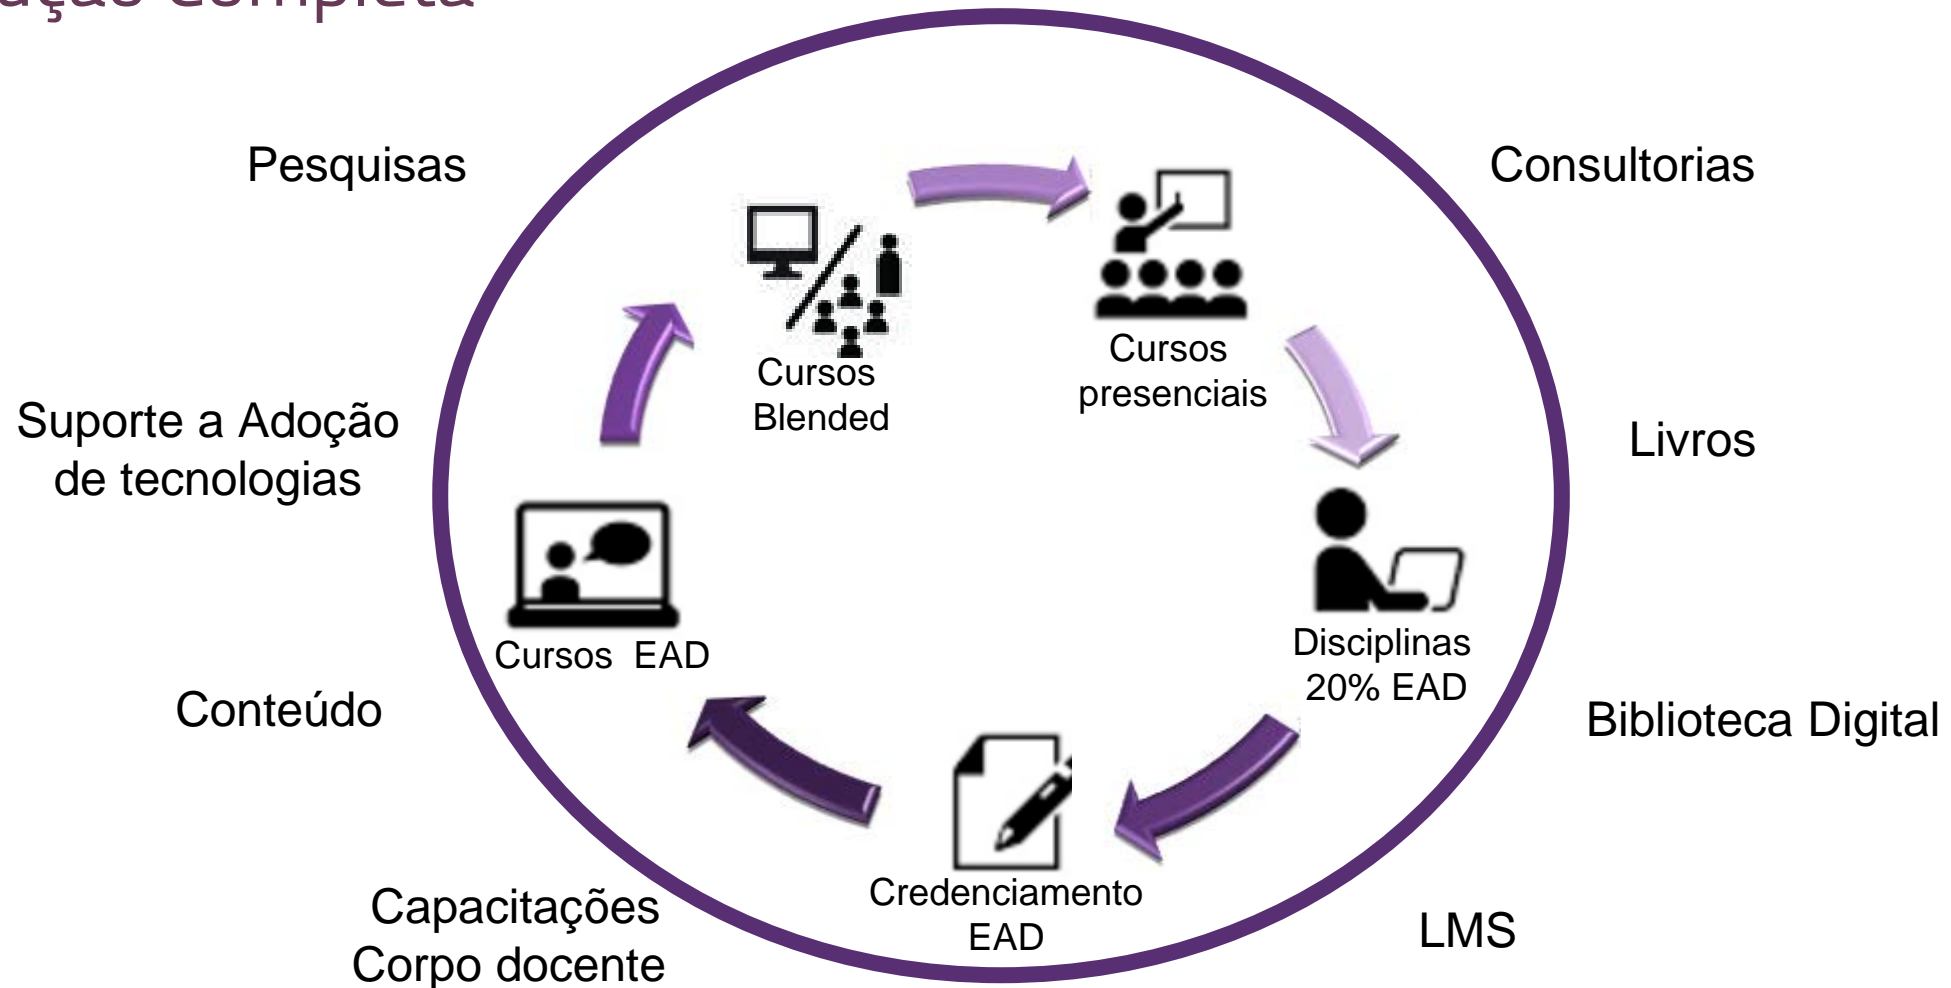 completa
Pesquisas
Consultorias
Cursos
Blended
Cursos
presenciais
Suporte a Adoção
de tecnologias
Livros
Cursos EAD
Disciplinas
20% EAD
Conteúdo
Biblioteca Digital
Credenciamento
EAD
Capacitações
Corpo docente
LMS